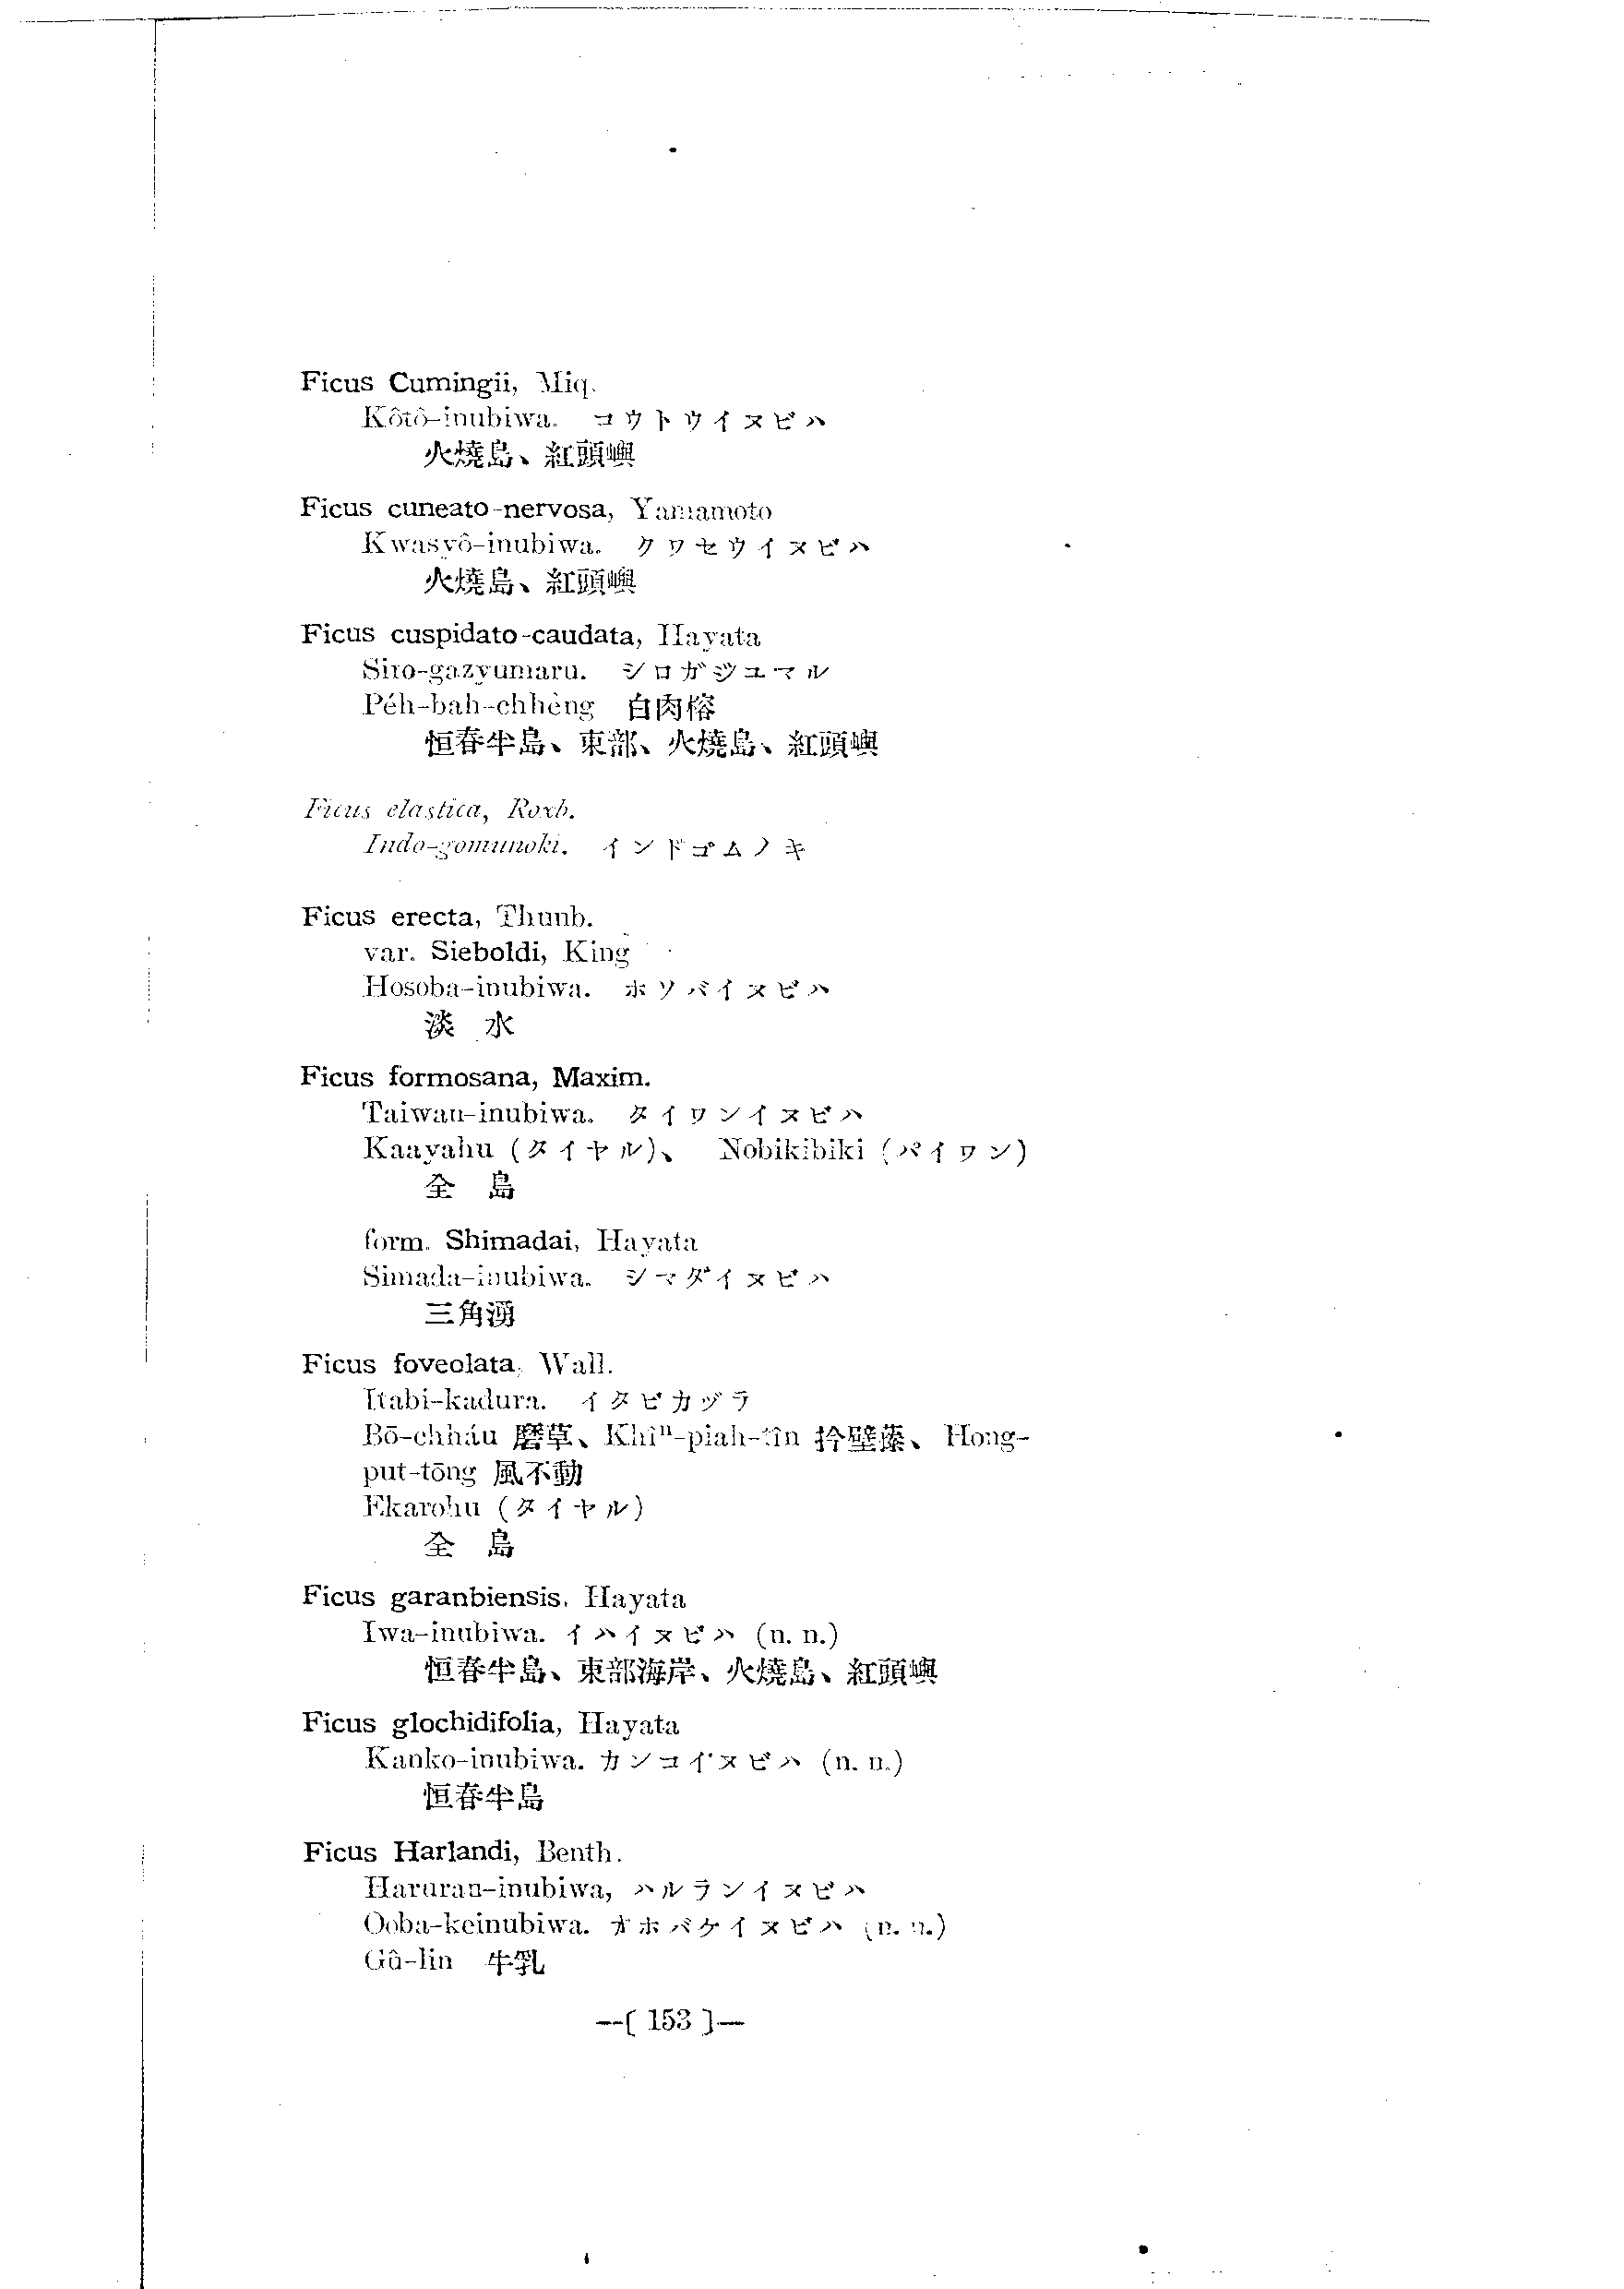 Ficus Cumingii, Miq.
Kôtô-inubiwa. コウトウイヌビハ
火燒島、紅頭嶼
Ficus cuneato-nervosa, Yamamoto
Kwasyô-inubiwa. クワセウイヌビハ
火燒島、紅頭嶼
Ficus cuspidato-caudata, Hayata
Siro-gazyumaru. シロガジユマル
Péh-bah-chhêng 白肉榕
恒春半島、東部、火燒島、紅頭嶼
Ficus elastica, Roxb.
Indo-gomunoki. インドゴムノキ
Ficus erecta, Thunb.
var. Sieboldi, King
Hosoba-inubiwa. ホソバイヌビハ
淡 水
Ficus formosana, Maxim.
Taiwan-inubiwa. タイワンイヌビハ
Kaayahu (タイヤル)、 Nobikibiki (パイワン)
全 島
form. Shimadai, Hayata
Simada-inubiwa. シマダイヌビハ
三角湧
Ficus foveolata, Wall.
Itabi-kadura. イタビカヅラ
Bō-chháu 磨草、Khiⁿ-piah-tîn 拎壁藤、 Hong-
put-tōng 風不動
Ekarohu (タイヤル)
全 島
Ficus garanbiensis, Hayata
Iwa-inubiwa. イハイヌビハ (n. n.)
恒春半島、東部海岸、火燒島、紅頭嶼
Ficus glochidifolia, Hayata
Kanko-inubiwa. カンコイヌビハ (n. n.)
恒春半島
Ficus Harlandi, Benth.
Haruran-inubiwa, ハルランイヌビハ
Ooba-keinubiwa. オホバケイヌビハ (n. n.)
Gû-lin 牛乳
—( 153 )—